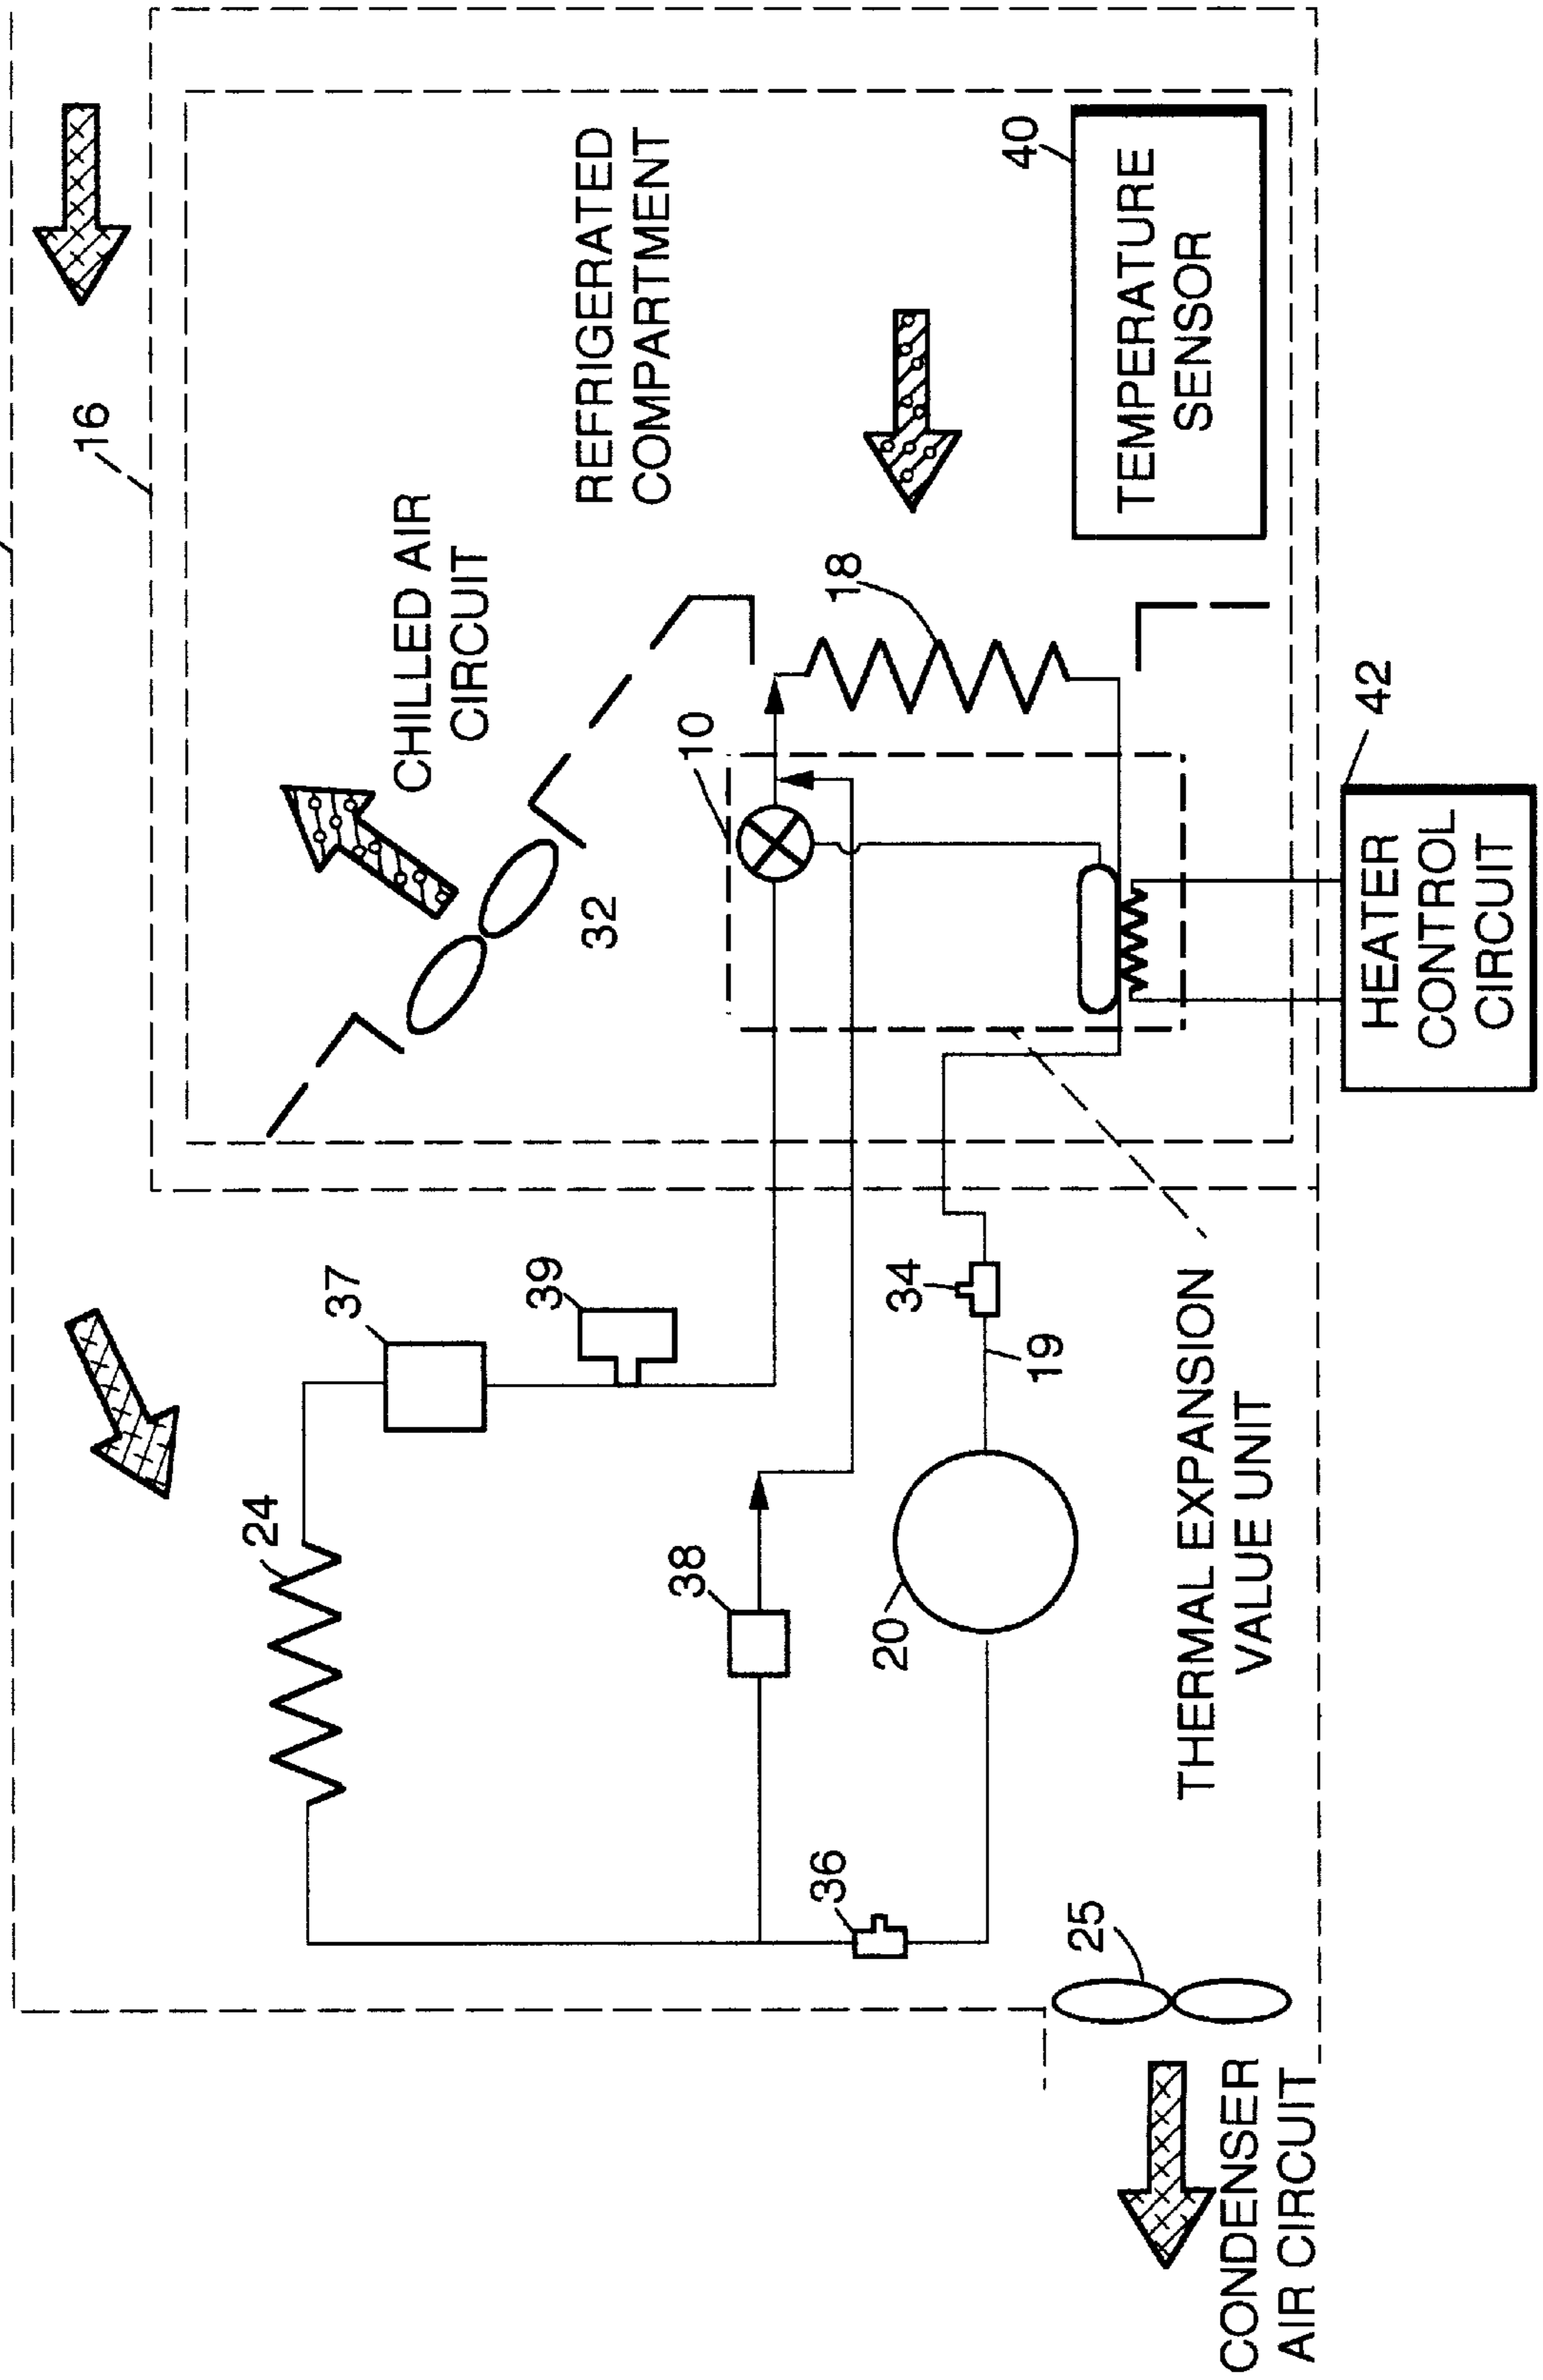 16
24
37
CHILLED AIR
CIRCUIT
39
32
REFRIGERATED
COMPARTMENT
38
10
36
18
20
34
40
19
25
TEMPERATURE
SENSOR
THERMAL EXPANSION
VALUE UNIT
CONDENSER
AIR CIRCUIT
42
HEATER
CONTROL
CIRCUIT